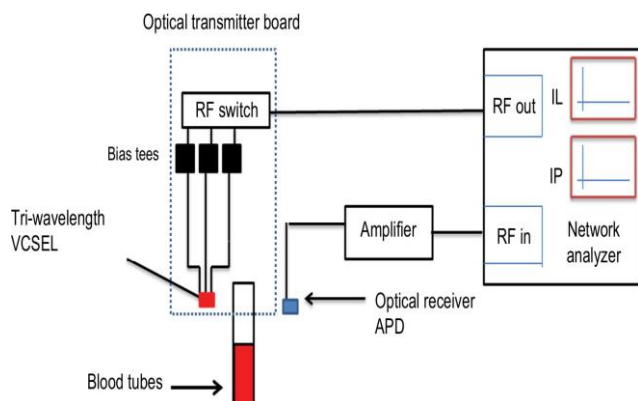 Optical transmitter board
RF switch
Bias tees
Tri-wavelength
VCSEL
Blood tubes
Optical receiver
APD
Amplifier
RF out
RF in
IL
IP
Network
analyzer